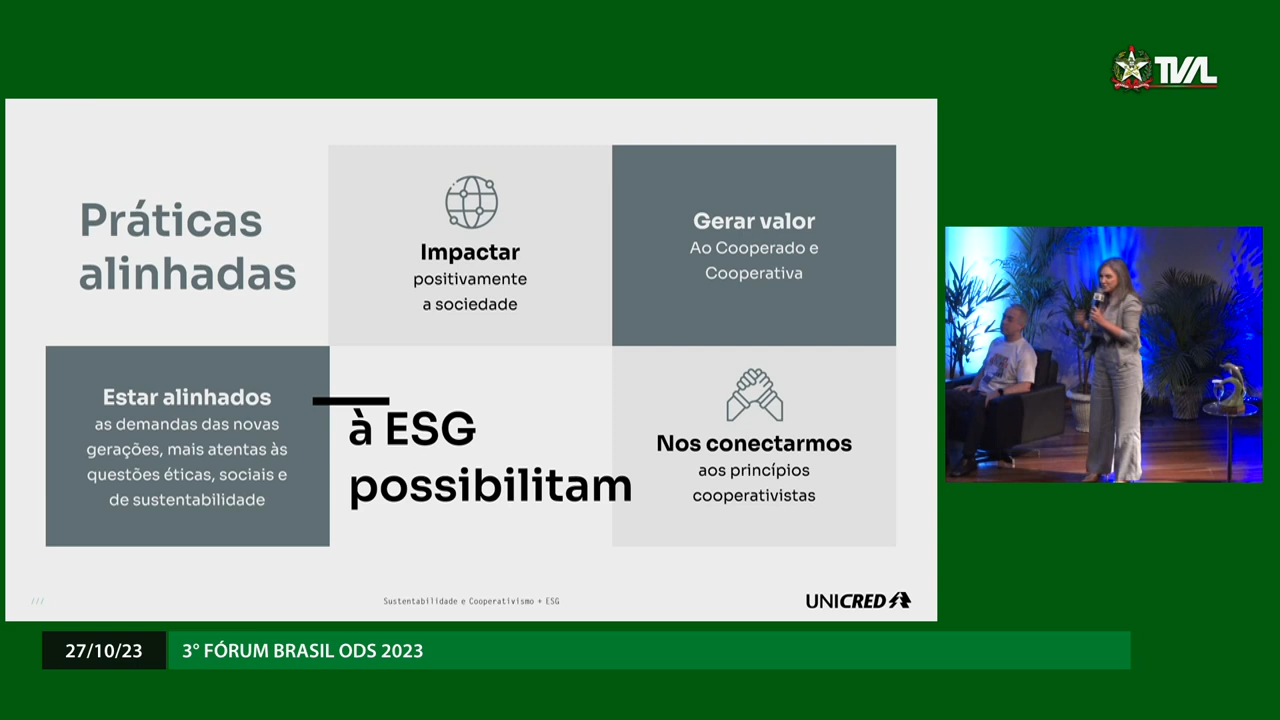 TVAL
Práticas
alinhadas
Impactar
positivamente
a sociedade
Gerar valor
Ao Cooperado e
Cooperativa
Estar alinhados
as demandas das novas
gerações, mais atentas às
questões éticas, sociais e
de sustentabilidade
à ESG
possibilitam
Nos conectarmos
aos princípios
cooperativistas
///
Sustentabilidade e Cooperativismo + ESG
UNICRED
27/10/23
3° FÓRUM BRASIL ODS 2023